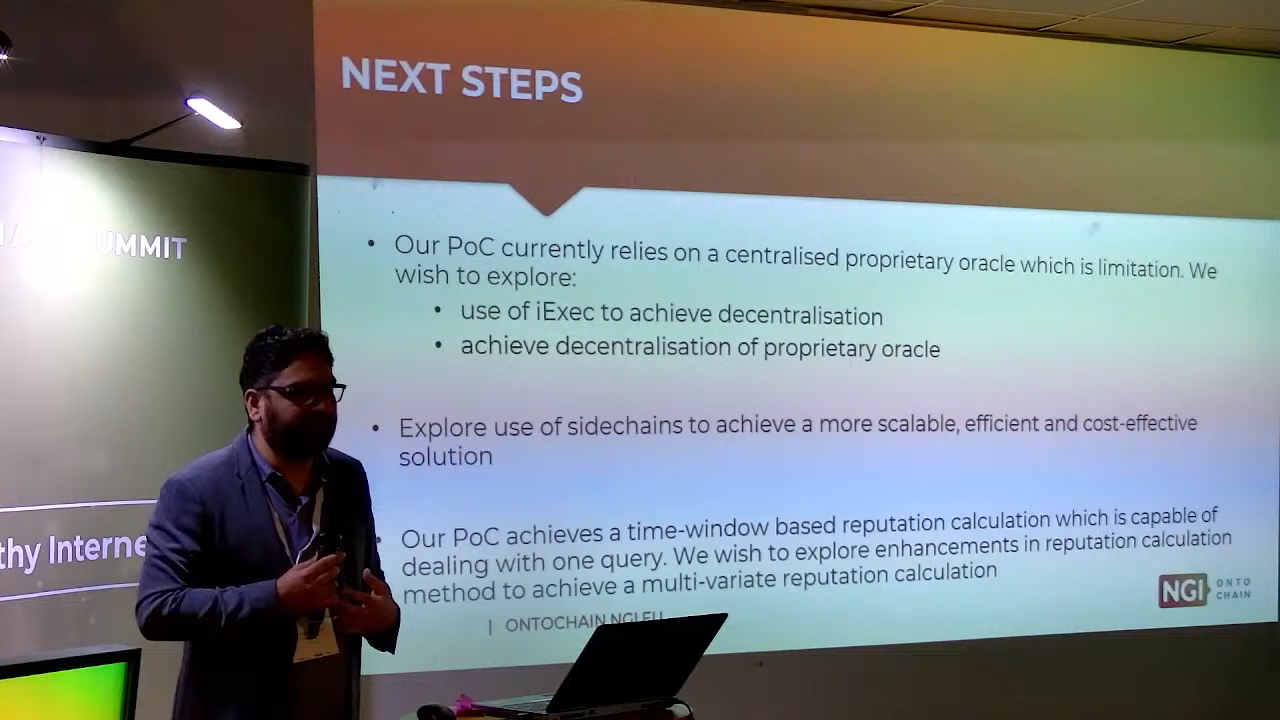 NEXT STEPS
UMMIT
• Our PoC currently relies on a centralised proprietary oracle which is limitation. We
wish to explore:
• use of iExec to achieve decentralisation
• achieve decentralisation of proprietary oracle
• Explore use of sidechains to achieve a more scalable, efficient and cost-effective
solution
thy Interne
• Our PoC achieves a time-window based reputation calculation which is capable of
dealing with one query. We wish to explore enhancements in reputation calculation
method to achieve a multi-variate reputation calculation
NGI ONTO
CHAIN
| ONTOCHAIN.NGI.EU